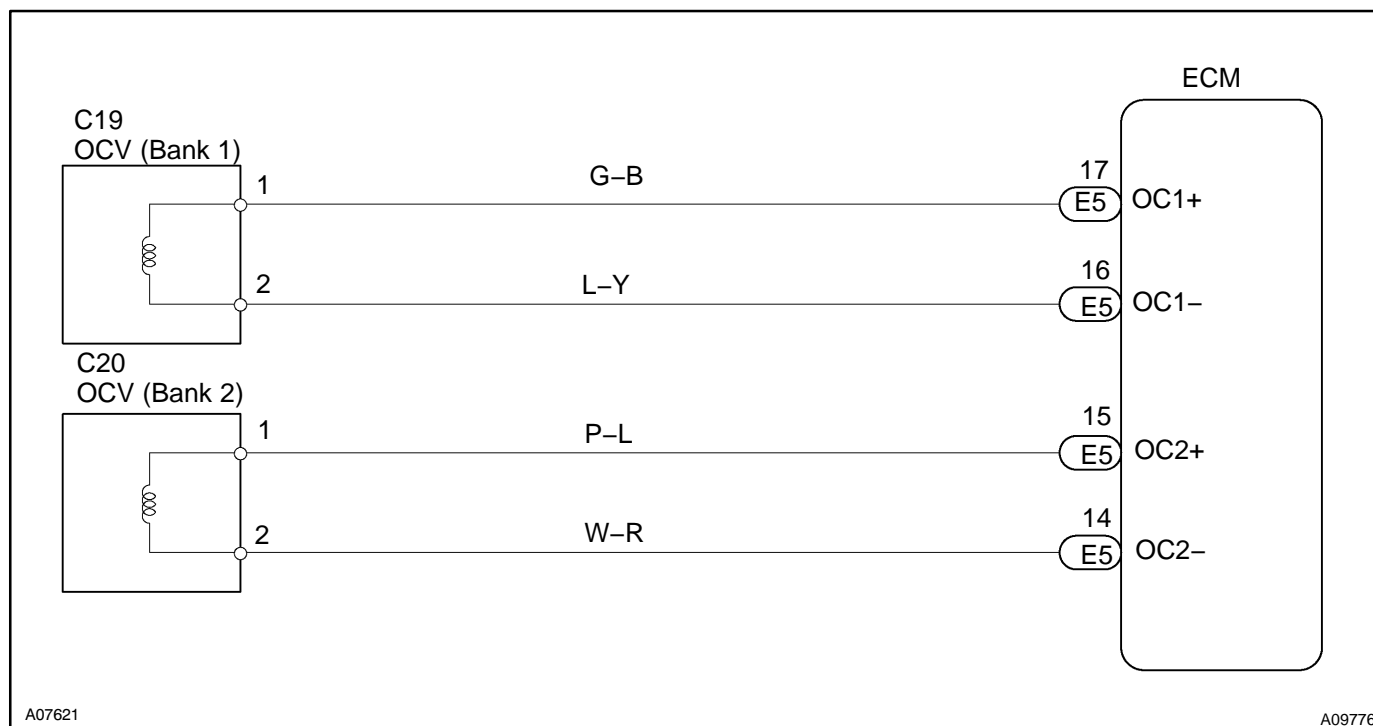 ECM
C19
OCV (Bank 1)
1
G–B
17
E5
OC1+
2
L–Y
16
E5
OC1–
C20
OCV (Bank 2)
1
P–L
15
E5
OC2+
2
W–R
14
E5
OC2–
A07621
A09776